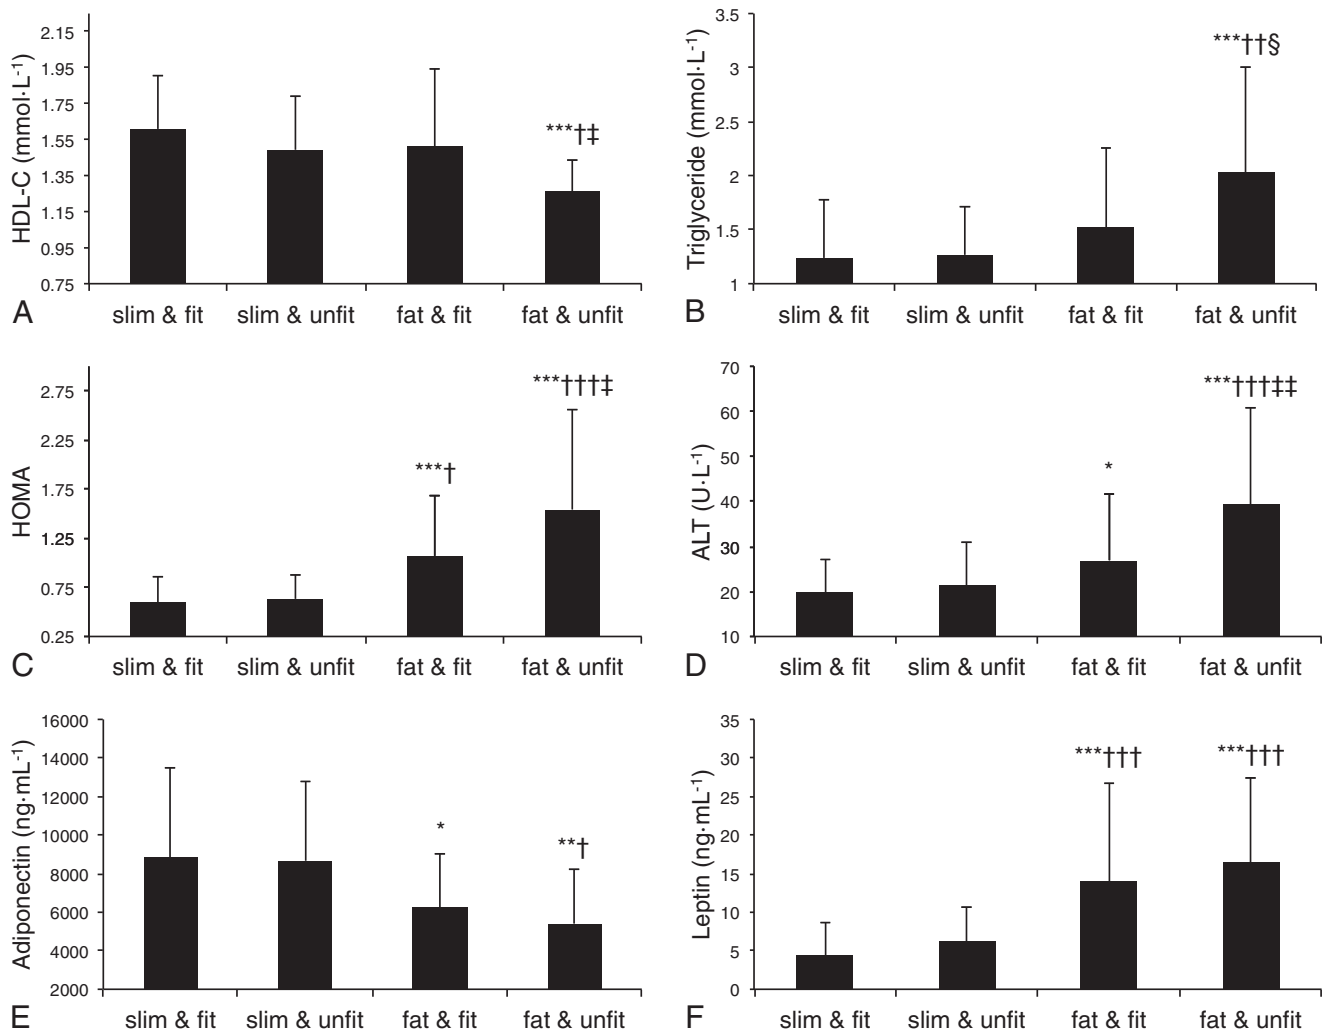 HDL-C (mmol·L-1)
2.15
1.95
1.75
1.55
1.35
1.15
0.95
0.75
***†‡
slim & fit slim & unfit fat & fit fat & unfit
A
Triglyceride (mmol·L-1)
3.5
3
2.5
2
1.5
1
***††§
slim & fit slim & unfit fat & fit fat & unfit
B
HOMA
2.75
2.25
1.75
1.25
0.75
0.25
***†
***†††‡
slim & fit slim & unfit fat & fit fat & unfit
C
ALT (U·L-1)
70
60
50
40
30
20
10
*
***†††‡‡
slim & fit slim & unfit fat & fit fat & unfit
D
Adiponectin (ng·mL-1)
16000
14000
12000
10000
8000
6000
4000
2000
*
**†
slim & fit slim & unfit fat & fit fat & unfit
E
Leptin (ng·mL-1)
35
30
25
20
15
10
5
0
***†††
***†††
slim & fit slim & unfit fat & fit fat & unfit
F